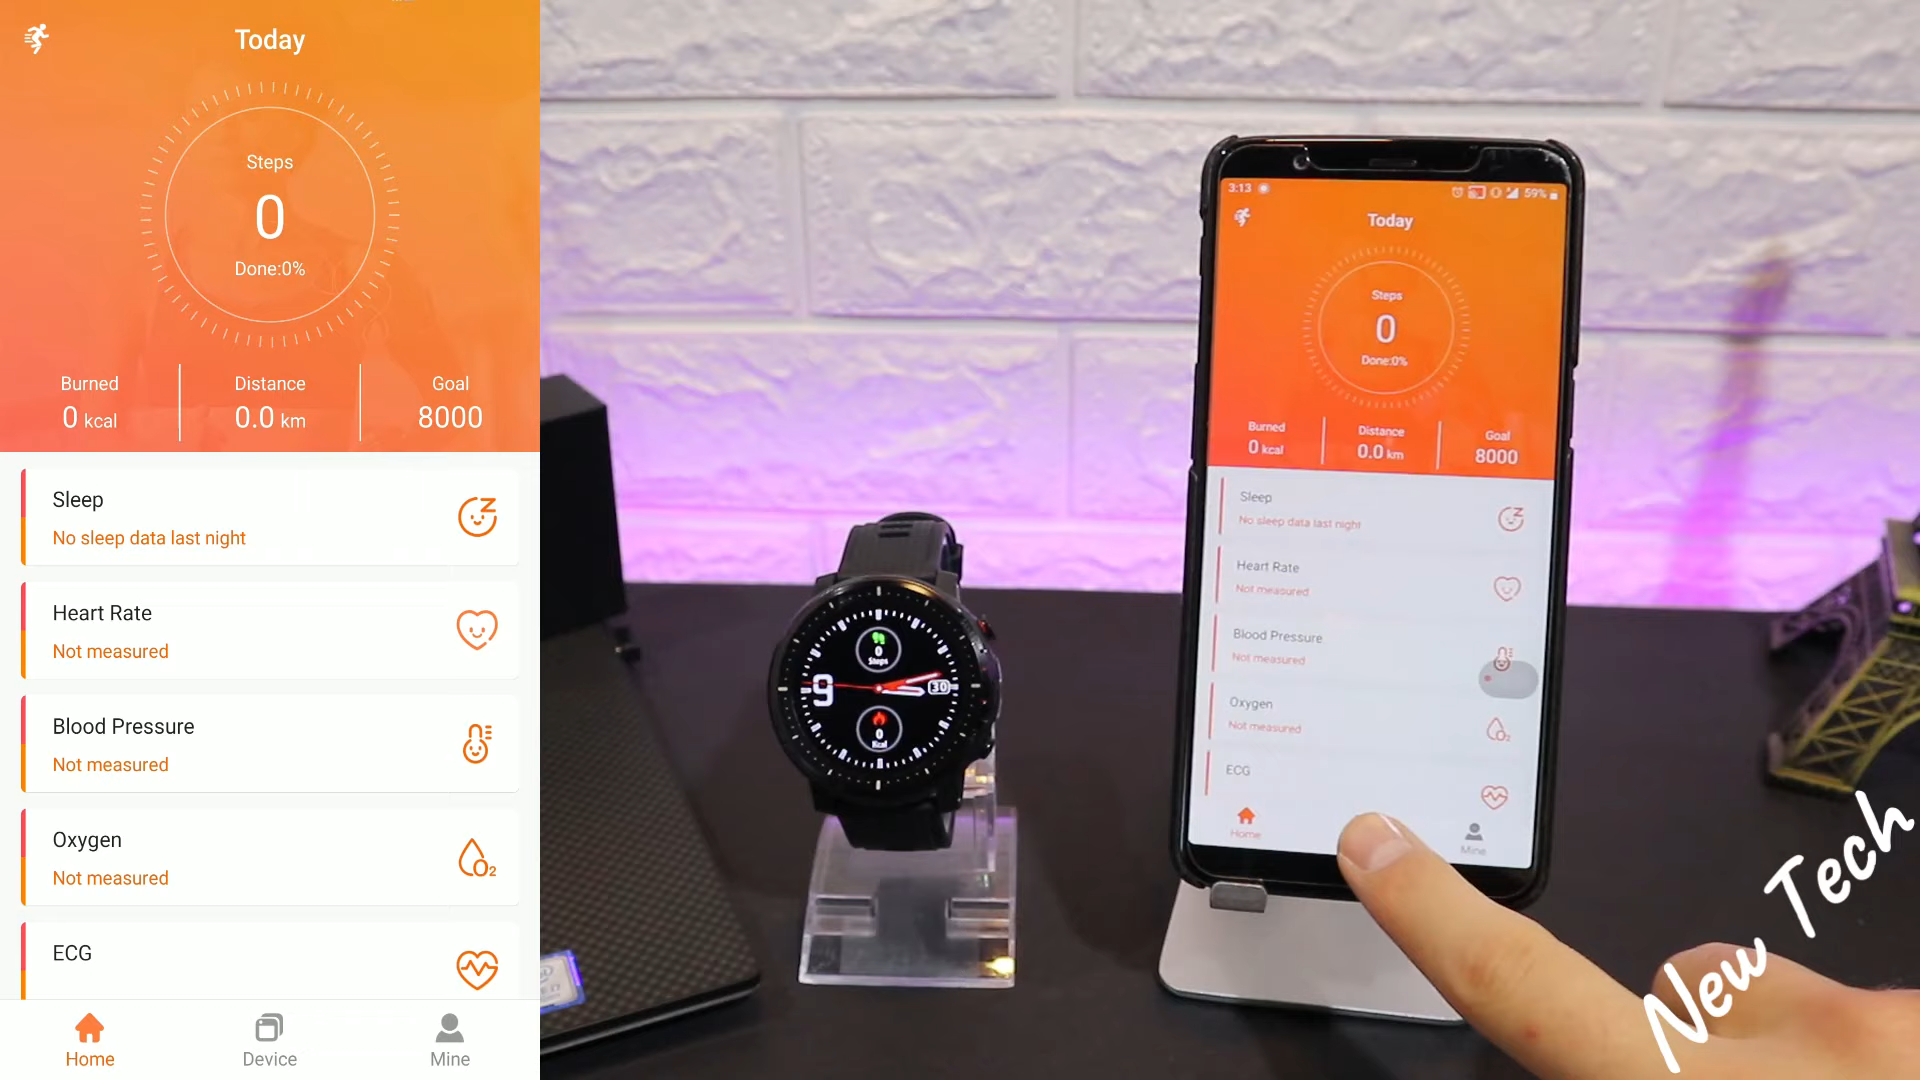 Today
Steps
0
Done:0%
Burned
0 kcal
Distance
0.0 km
Goal
8000
Sleep
No sleep data last night
Heart Rate
Not measured
Blood Pressure
Not measured
Oxygen
Not measured
O2
ECG
Home
Device
Mine
0
Steps
9
30
0
Kcal
3:13
59%
Today
Steps
0
Done:0%
Burned
0 kcal
Distance
0.0 km
Goal
8000
Sleep
No sleep data last night
Heart Rate
Not measured
Blood Pressure
Not measured
Oxygen
Not measured
ECG
Home
Mine
New Tech